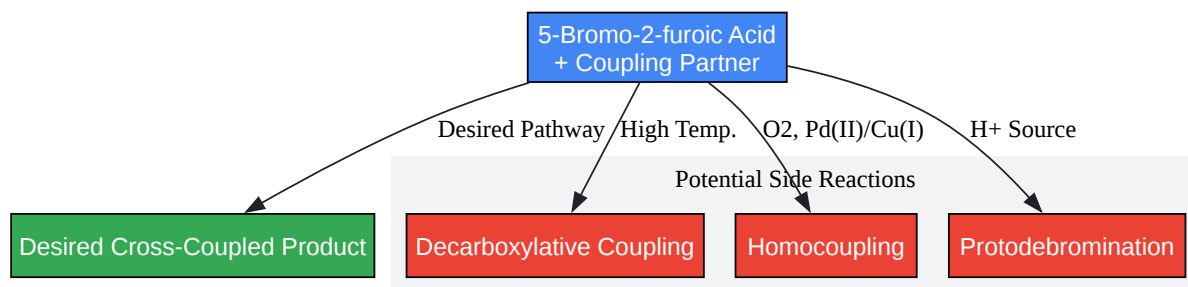 5-Bromo-2-furoic Acid
+ Coupling Partner
Desired Pathway
High Temp.
O2, Pd(II)/Cu(I)
H+ Source
Potential Side Reactions
Desired Cross-Coupled Product
Decarboxylative Coupling
Homocoupling
Protodebromination